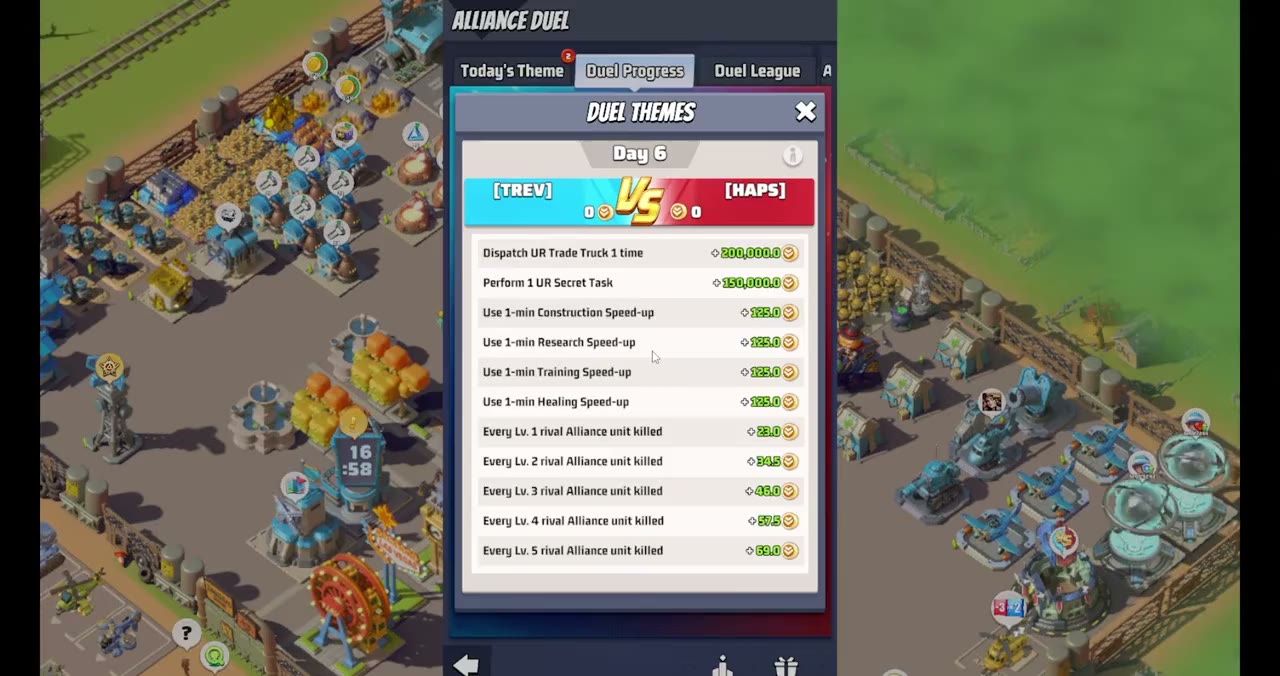 ALLIANCE DUEL
Today's Theme
2
Duel Progress
Duel League
A
DUEL THEMES
Day 6
[TREV]
VS
[HAPS]
0
0
Dispatch UR Trade Truck 1 time +200,000.0
Perform 1 UR Secret Task +150,000.0
Use 1-min Construction Speed-up +125.0
Use 1-min Research Speed-up +125.0
Use 1-min Training Speed-up +125.0
Use 1-min Healing Speed-up +125.0
Every Lv. 1 rival Alliance unit killed +23.0
Every Lv. 2 rival Alliance unit killed +34.5
Every Lv. 3 rival Alliance unit killed +46.0
Every Lv. 4 rival Alliance unit killed +57.5
Every Lv. 5 rival Alliance unit killed +69.0
16
:58
?